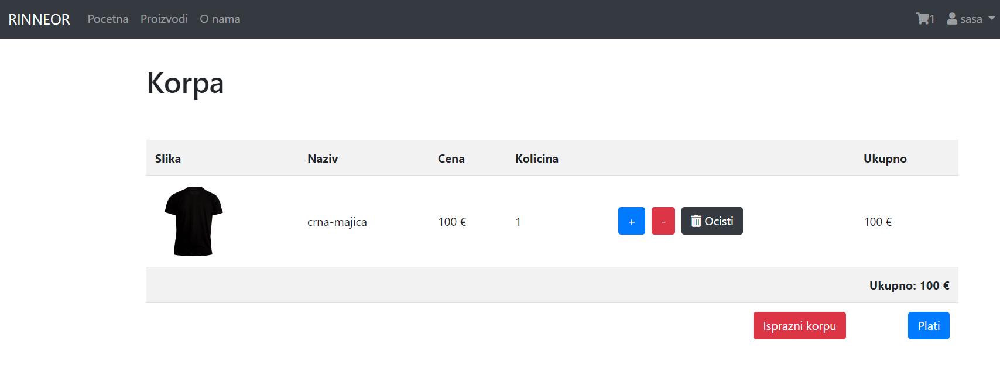 RINNEOR Pocetna Proizvodi O nama 1 sasa
Korpa
Slika Naziv Cena Kolicina Ukupno
crna-majica 100 € 1 + - Ocisti 100 €
Ukupno: 100 €
Isprazni korpu Plati